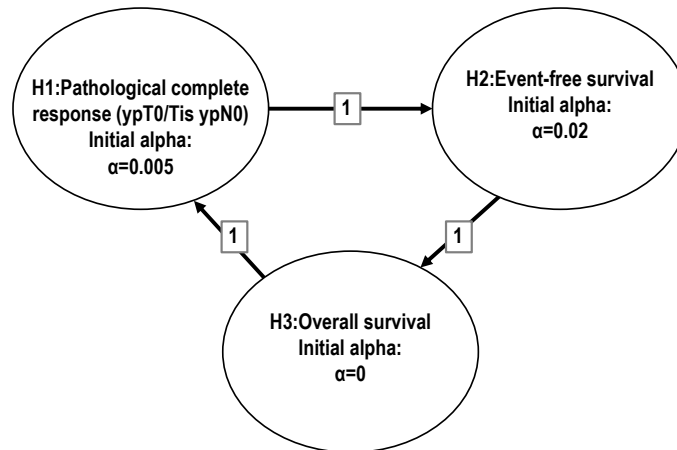 H1:Pathological complete
response (ypT0/Tis ypN0)
Initial alpha:
α=0.005
1
H2:Event-free survival
Initial alpha:
α=0.02
1
1
H3:Overall survival
Initial alpha:
α=0